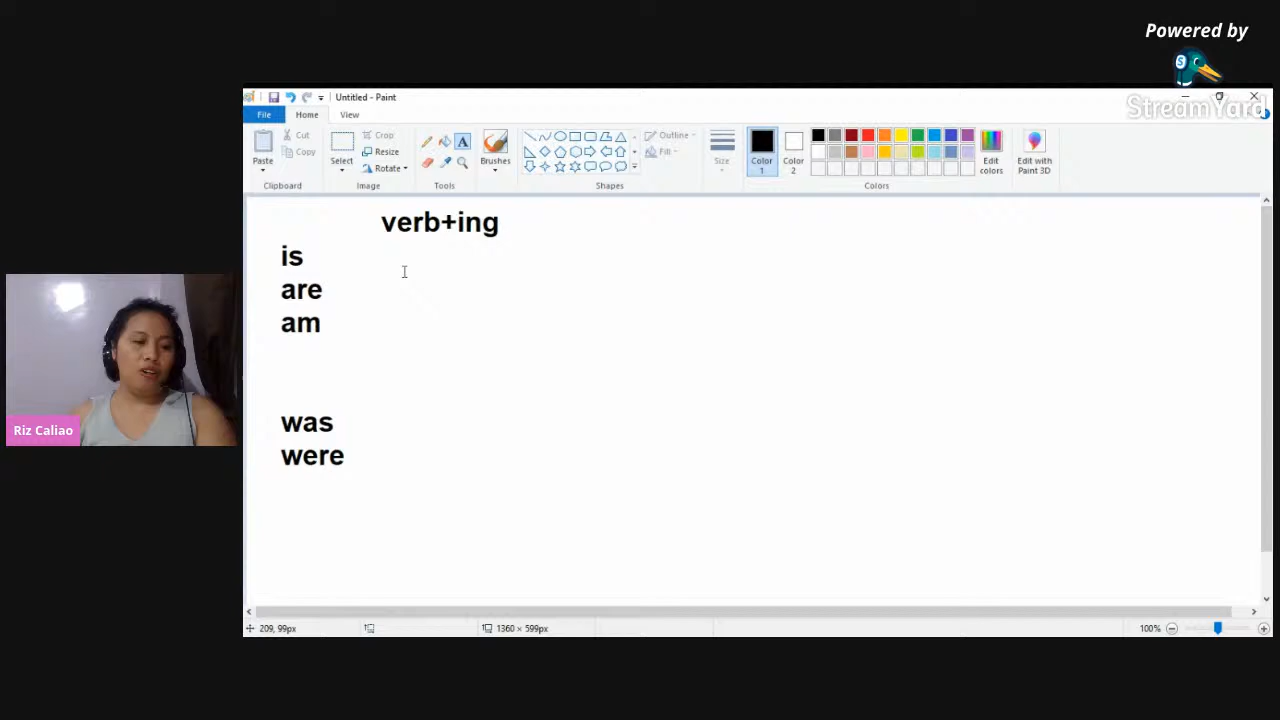 Powered by
StreamYard
Untitled - Paint
File
Home
View
Paste
Cut
Copy
Clipboard
Select
Crop
Resize
Rotate
Image
Tools
Brushes
Shapes
Outline
Fill
Size
Color 1
Color 2
Edit colors
Edit with Paint 3D
Colors
verb+ing
is
are
am
was
were
Riz Caliao
209, 99px
1360 × 599px
100%